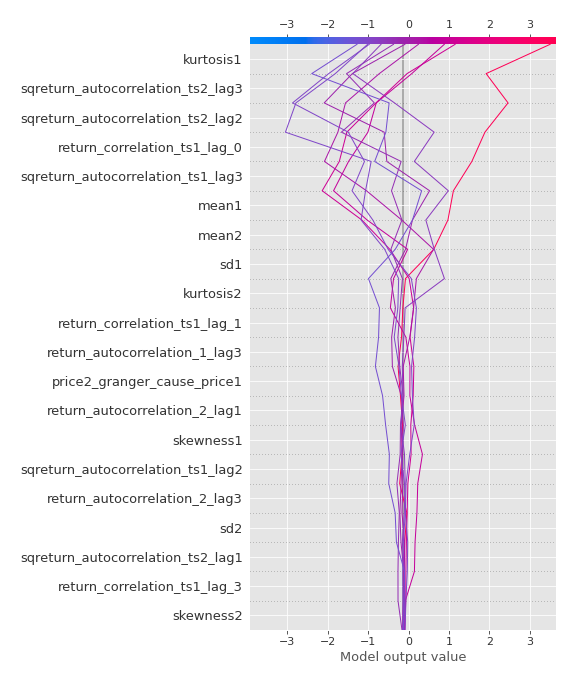 −3 −2 −1 0 1 2 3
kurtosis1
sqreturn_autocorrelation_ts2_lag3
sqreturn_autocorrelation_ts2_lag2
return_correlation_ts1_lag_0
sqreturn_autocorrelation_ts1_lag3
mean1
mean2
sd1
kurtosis2
return_correlation_ts1_lag_1
return_autocorrelation_1_lag3
price2_granger_cause_price1
return_autocorrelation_2_lag1
skewness1
sqreturn_autocorrelation_ts1_lag2
return_autocorrelation_2_lag3
sd2
sqreturn_autocorrelation_ts2_lag1
return_correlation_ts1_lag_3
skewness2
−3 −2 −1 0 1 2 3
Model output value